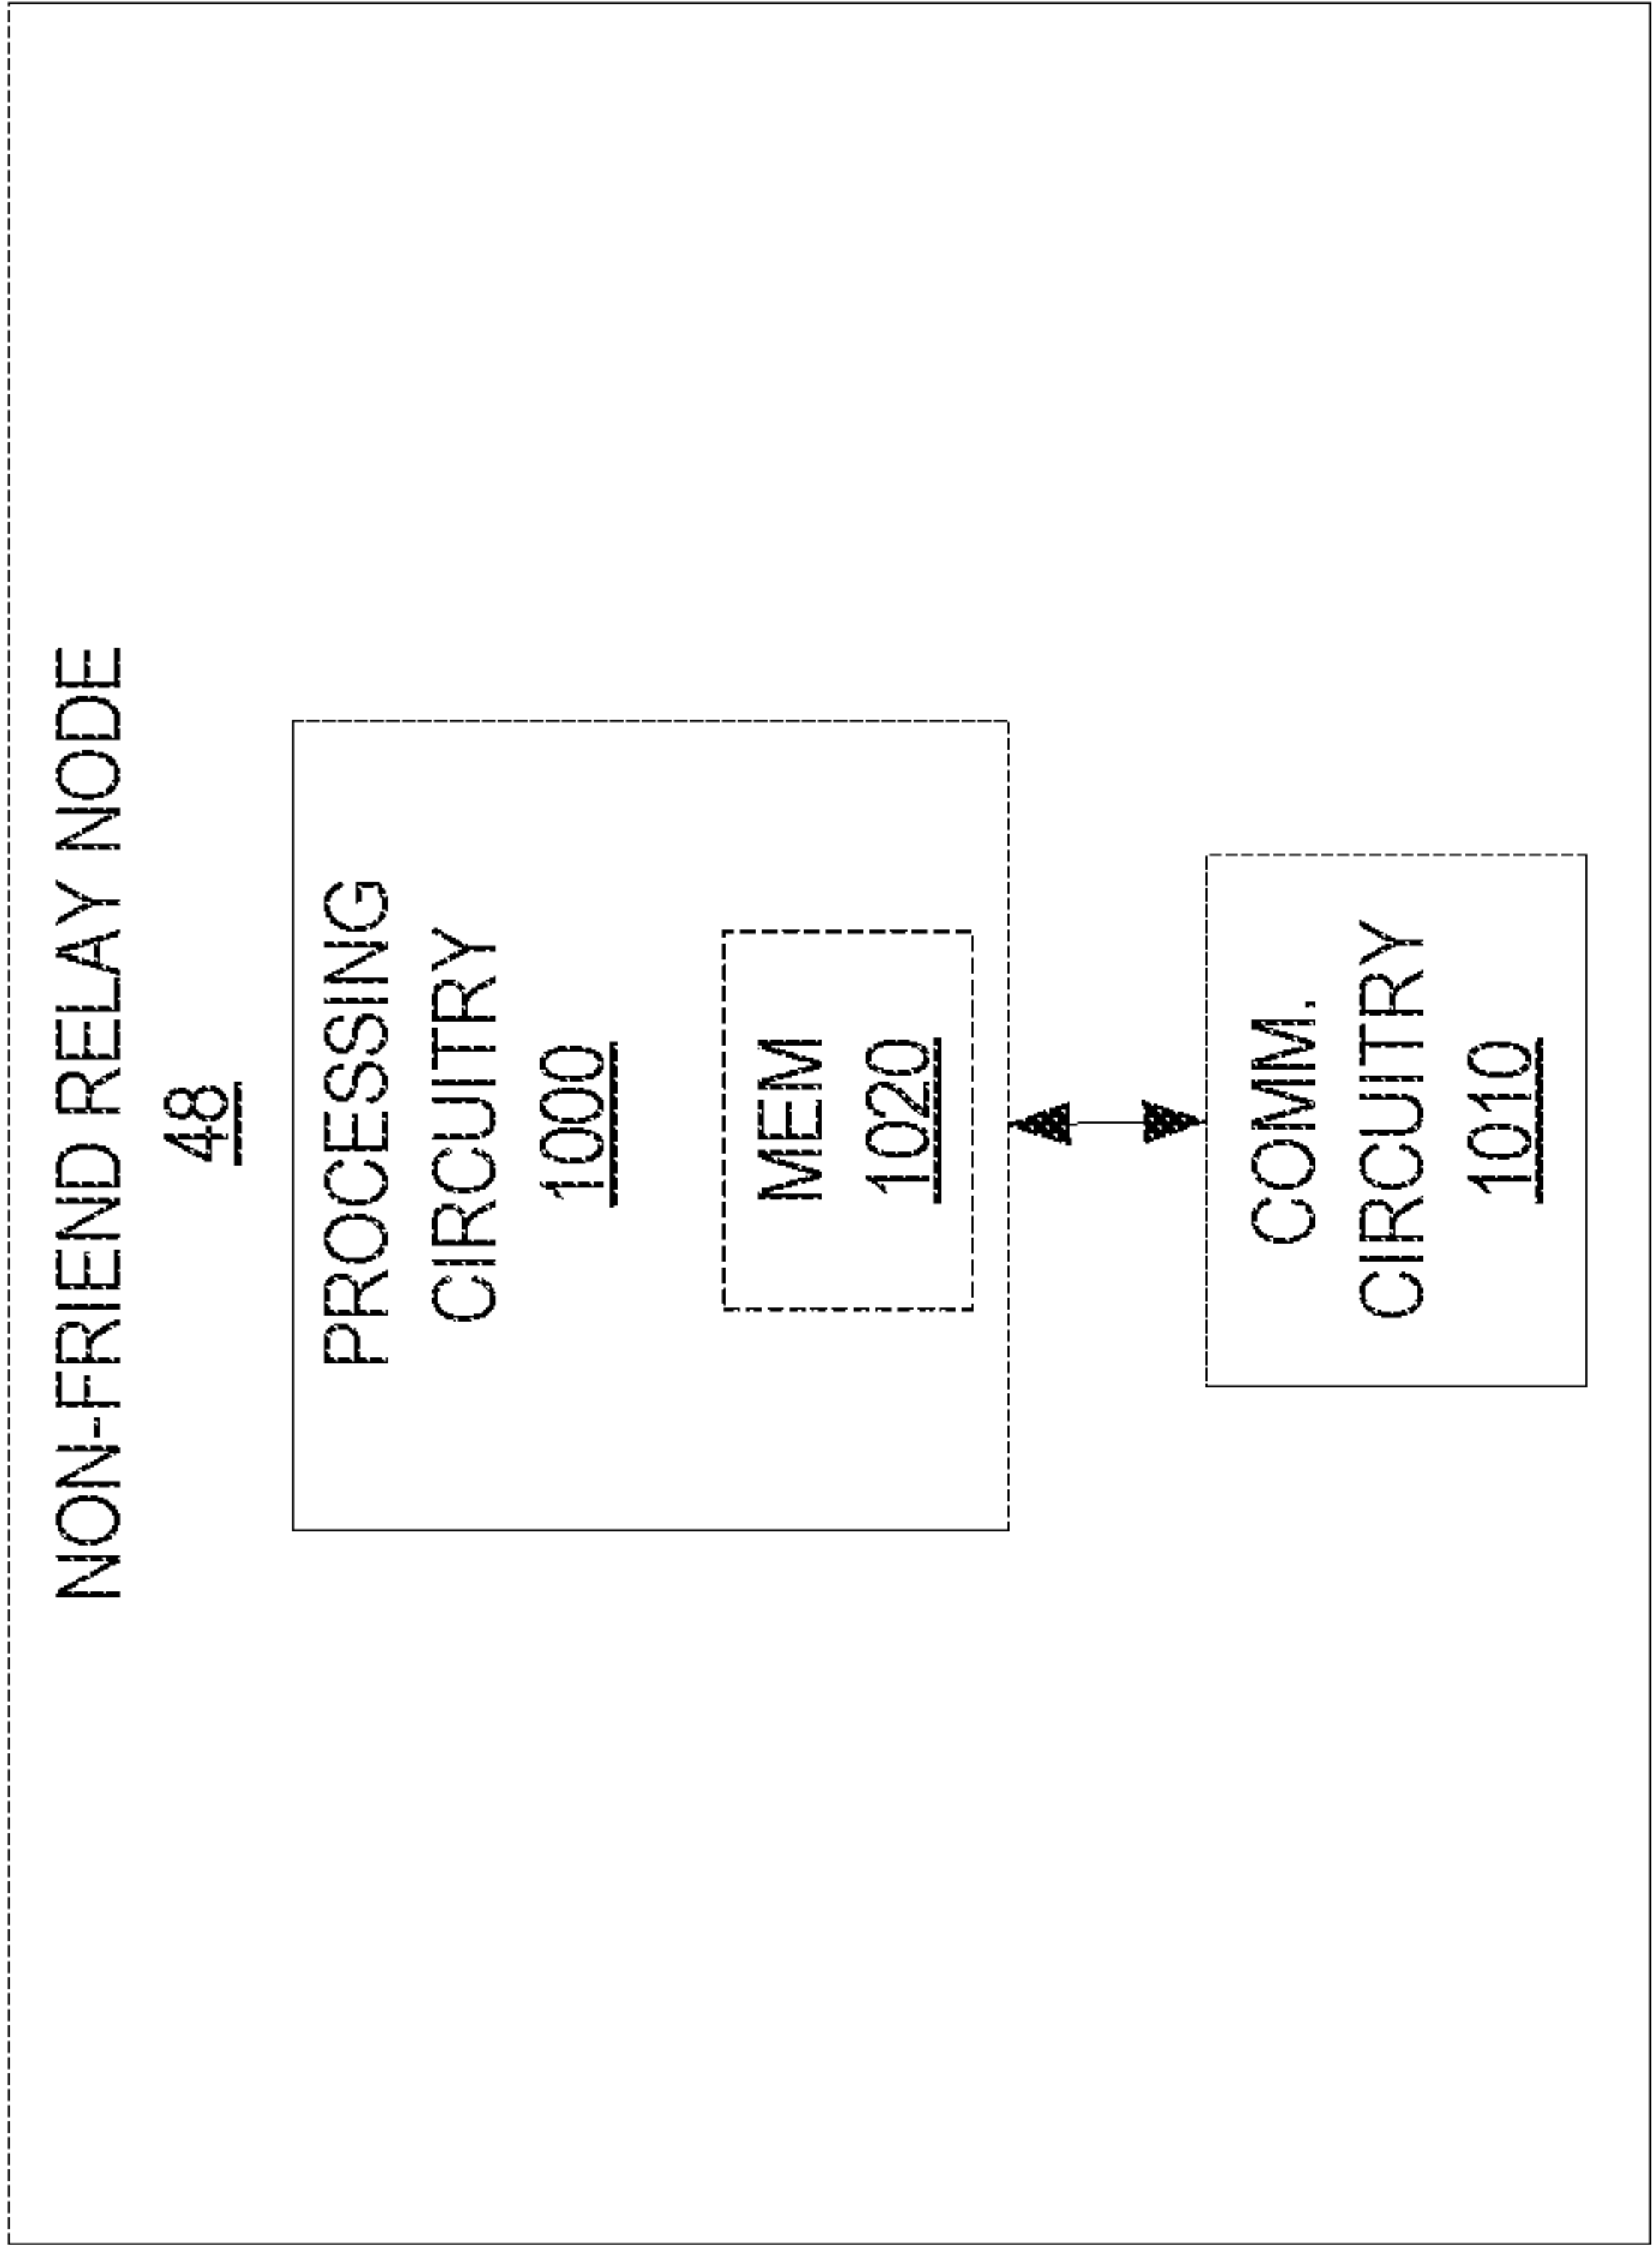 NON-FRIEND RELAY NODE
48
PROCESSING
CIRCUITRY
1000
MEM
1020
COMM.
CIRCUITRY
1010